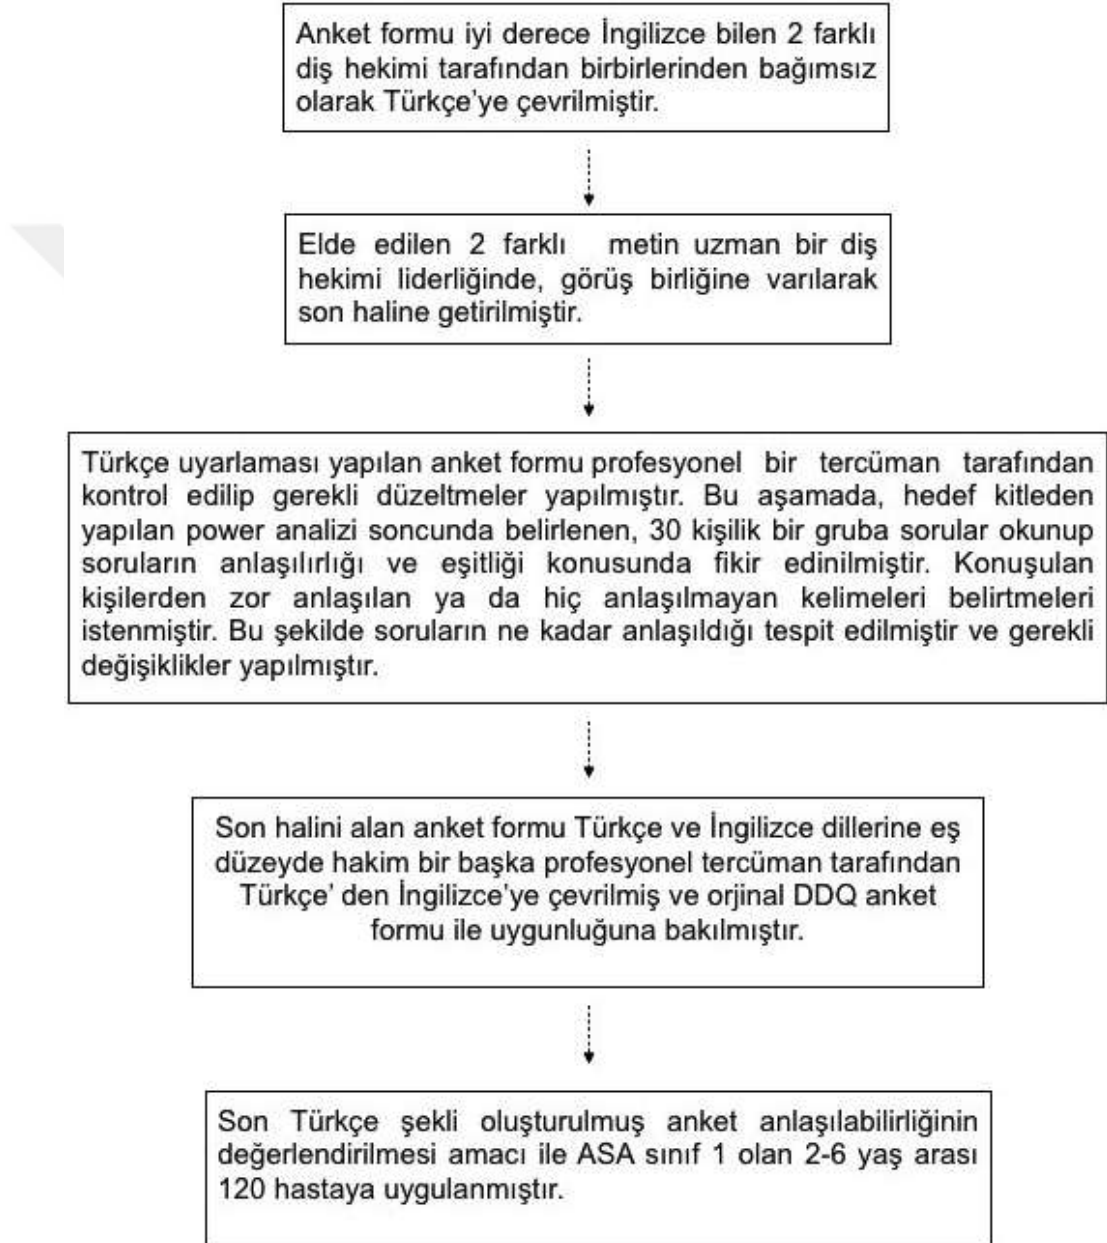 Anket formu iyi derece İngilizce bilen 2 farklı
diş hekimi tarafından birbirlerinden bağımsız
olarak Türkçe'ye çevrilmiştir.
Elde edilen 2 farklı metin uzman bir diş
hekimi liderliğinde, görüş birliğine varılarak
son haline getirilmiştir.
Türkçe uyarlaması yapılan anket formu profesyonel bir tercüman tarafından
kontrol edilip gerekli düzeltmeler yapılmıştır. Bu aşamada, hedef kitleden
yapılan power analizi soncunda belirlenen, 30 kişilik bir gruba sorular okunup
soruların anlaşılırlığı ve eşitliği konusunda fikir edinilmiştir. Konuşulan
kişilerden zor anlaşılan ya da hiç anlaşılmayan kelimeleri belirtmeleri
istenmiştir. Bu şekilde soruların ne kadar anlaşıldığı tespit edilmiştir ve gerekli
değişiklikler yapılmıştır.
Son halini alan anket formu Türkçe ve İngilizce dillerine eş
düzeyde hakim bir başka profesyonel tercüman tarafından
Türkçe' den İngilizce'ye çevrilmiş ve orjinal DDQ anket
formu ile uygunluğuna bakılmıştır.
Son Türkçe şekli oluşturulmuş anket anlaşılabilirliğinin
değerlendirilmesi amacı ile ASA sınıf 1 olan 2-6 yaş arası
120 hastaya uygulanmıştır.